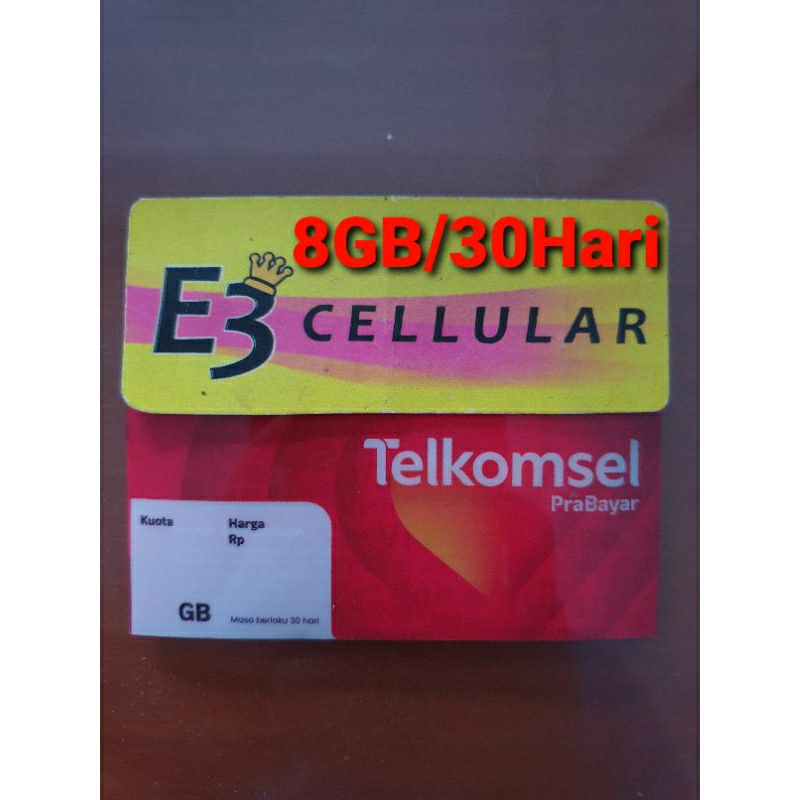 8GB/30Hari
E3 CELLULAR
Telkomsel
PraBayar
Kuota
Harga
Rp
GB
Masa berlaku 30 hari